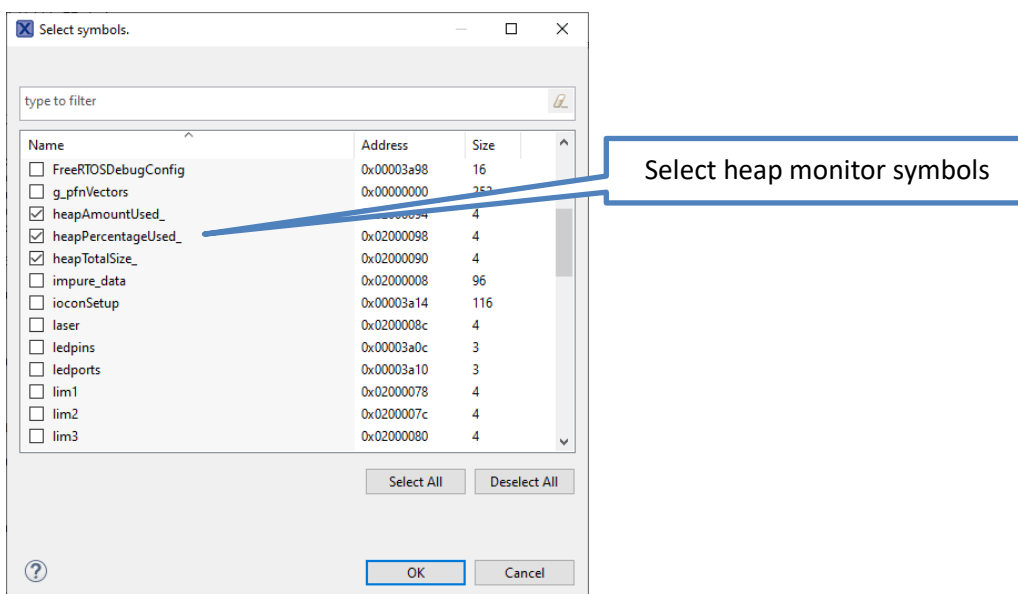 Select symbols.
type to filter
Name Address Size
FreeRTOSDebugConfig 0x00003a98 16
g_pfnVectors 0x00000000
heapAmountUsed_ 4
heapPercentageUsed_ 0x02000098 4
heapTotalSize_ 0x02000090 4
impure_data 0x02000008 96
ioconSetup 0x00003a14 116
laser 0x0200008c 4
ledpins 0x00003a0c 3
ledports 0x00003a10 3
lim1 0x02000078 4
lim2 0x0200007c 4
lim3 0x02000080 4
Select All Deselect All
OK Cancel
Select heap monitor symbols